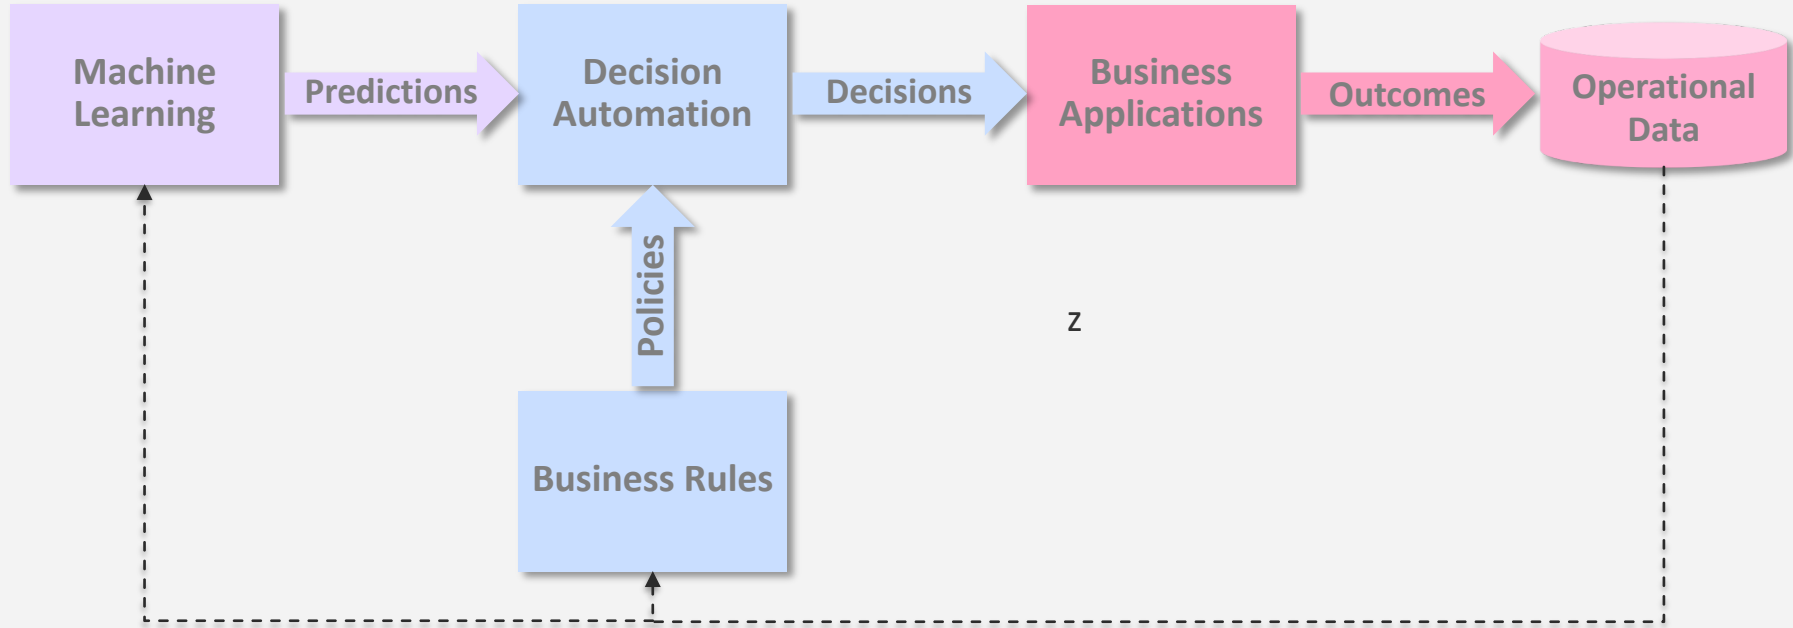 Machine
Learning
Predictions
Decision
Automation
Decisions
Business
Applications
Outcomes
Operational
Data
Policies
z
Business Rules